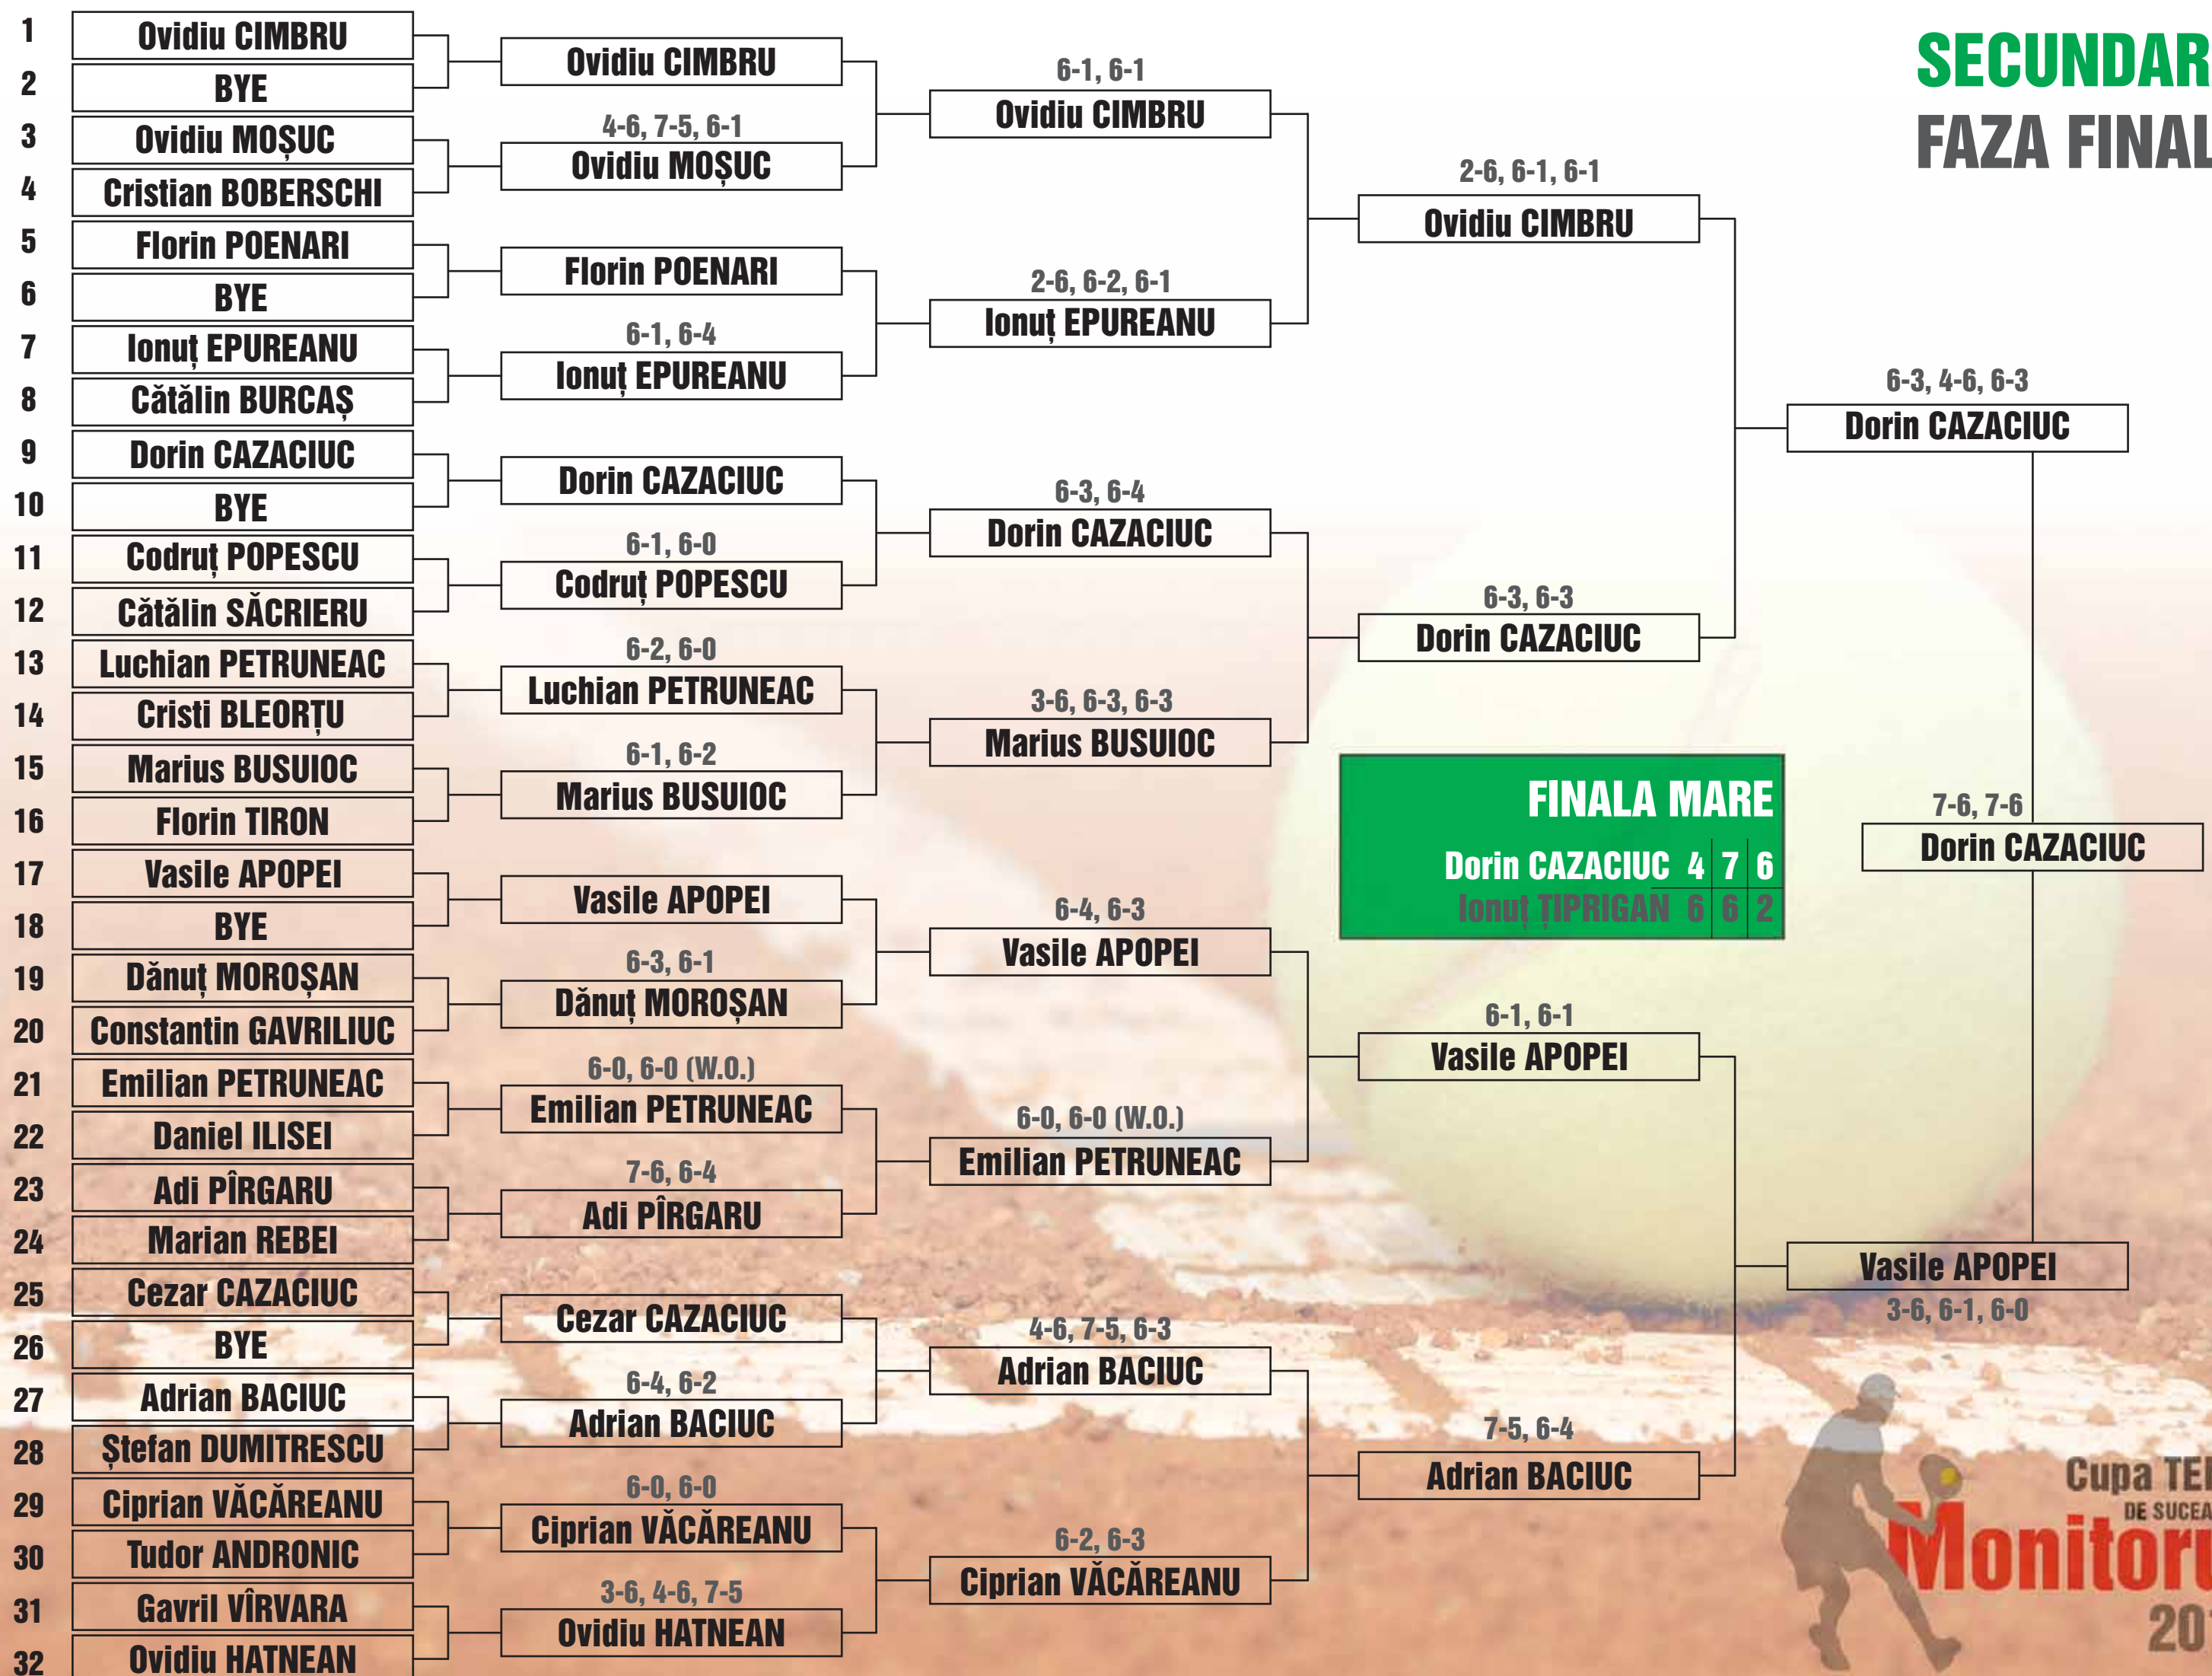 SECUNDAR
FAZA FINAL
1 Ovidiu CIMBRU
2 BYE
3 Ovidiu MOȘUC
4 Cristian BOBERSCHI
5 Florin POENARI
6 BYE
7 Ionuț EPUREANU
8 Cătălin BURCAȘ
9 Dorin CAZACIUC
10 BYE
11 Codruț POPESCU
12 Cătălin SĂCRIERU
13 Luchian PETRUNEAC
14 Cristi BLEORȚU
15 Marius BUSUIOC
16 Florin TIRON
17 Vasile APOPEI
18 BYE
19 Dănuț MOROȘAN
20 Constantin GAVRILIUC
21 Emilian PETRUNEAC
22 Daniel ILISEI
23 Adi PÎRGARU
24 Marian REBEI
25 Cezar CAZACIUC
26 BYE
27 Adrian BACIUC
28 Ștefan DUMITRESCU
29 Ciprian VĂCĂREANU
30 Tudor ANDRONIC
31 Gavril VÎRVARA
32 Ovidiu HATNEAN
Ovidiu CIMBRU
4-6, 7-5, 6-1
Ovidiu MOȘUC
Florin POENARI
6-1, 6-4
Ionuț EPUREANU
Dorin CAZACIUC
6-1, 6-0
Codruț POPESCU
6-2, 6-0
Luchian PETRUNEAC
6-1, 6-2
Marius BUSUIOC
Vasile APOPEI
6-3, 6-1
Dănuț MOROȘAN
6-0, 6-0 (W.O.)
Emilian PETRUNEAC
7-6, 6-4
Adi PÎRGARU
Cezar CAZACIUC
6-4, 6-2
Adrian BACIUC
6-0, 6-0
Ciprian VĂCĂREANU
3-6, 4-6, 7-5
Ovidiu HATNEAN
6-1, 6-1
Ovidiu CIMBRU
2-6, 6-2, 6-1
Ionuț EPUREANU
6-3, 6-4
Dorin CAZACIUC
3-6, 6-3, 6-3
Marius BUSUIOC
6-4, 6-3
Vasile APOPEI
6-0, 6-0 (W.O.)
Emilian PETRUNEAC
4-6, 7-5, 6-3
Adrian BACIUC
6-2, 6-3
Ciprian VĂCĂREANU
2-6, 6-1, 6-1
Ovidiu CIMBRU
6-3, 6-3
Dorin CAZACIUC
FINALA MARE
Dorin CAZACIUC 4 7 6
Ionuț ȚIPRIGAN 6 6 2
6-1, 6-1
Vasile APOPEI
7-5, 6-4
Adrian BACIUC
6-3, 4-6, 6-3
Dorin CAZACIUC
7-6, 7-6
Dorin CAZACIUC
Vasile APOPEI
3-6, 6-1, 6-0
Cupa
DE
Monitoru
20